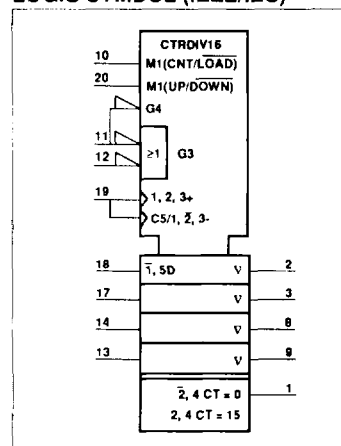 LOGIC SYMBOL (IEEE/IEC)
CTRDIV16
10 M1(CNT/LOAD)
20 M1(UP/DOWN)
G4
11
12 ≥1 G3
19 1, 2, 3+
C5/1, 2̅, 3-
18 1̅, 5D V 2
17 V 3
14 V 8
13 V 9
2̅, 4 CT = 0 1
2, 4 CT = 15